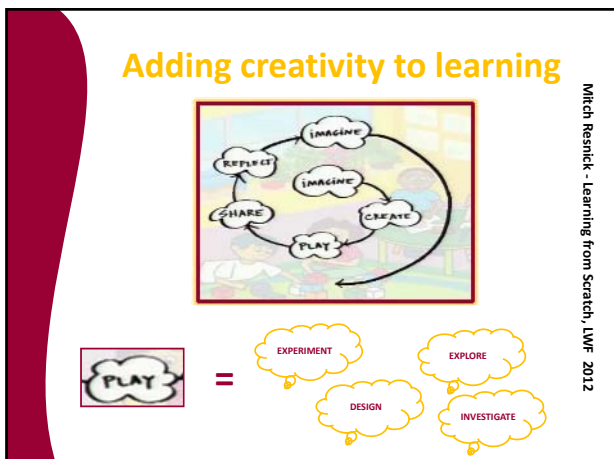 Adding creativity to learning
Mitch Resnick - Learning from Scratch, LWF 2012
IMAGINE
REFLECT
IMAGINE
SHARE
CREATE
PLAY
PLAY
=
EXPERIMENT
EXPLORE
DESIGN
INVESTIGATE